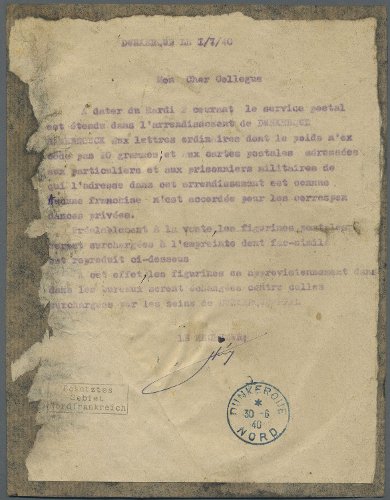 DUNKERQUE LE 1/7/40
Mon Cher Collegue
A dater du Mardi 2 courant le service postal
est étendu dans l'arrondissement de DUNKERQUE
aux lettres ordinaires dont le poids n'ex
cède pas 20 grammes et aux cartes postales adressées
aux particuliers et aux prisonniers militaires de
qui l'adresse dans cet arrondissement est connue
franchise n'est accordée pour les correspon
dances privées.
Préalablement à la vente, les figurines
seront surchargées à l'empreinte dont fac-simil
est reproduit ci-dessous
A cet effet, les figurines en approvisionnement dans
dans les bureaux seront échangées contre celles
surchargées par les soins de
LE
Besetztes
Gebiet
Nordfrankreich
DUNKERQUE
*
30-6
40
NORD